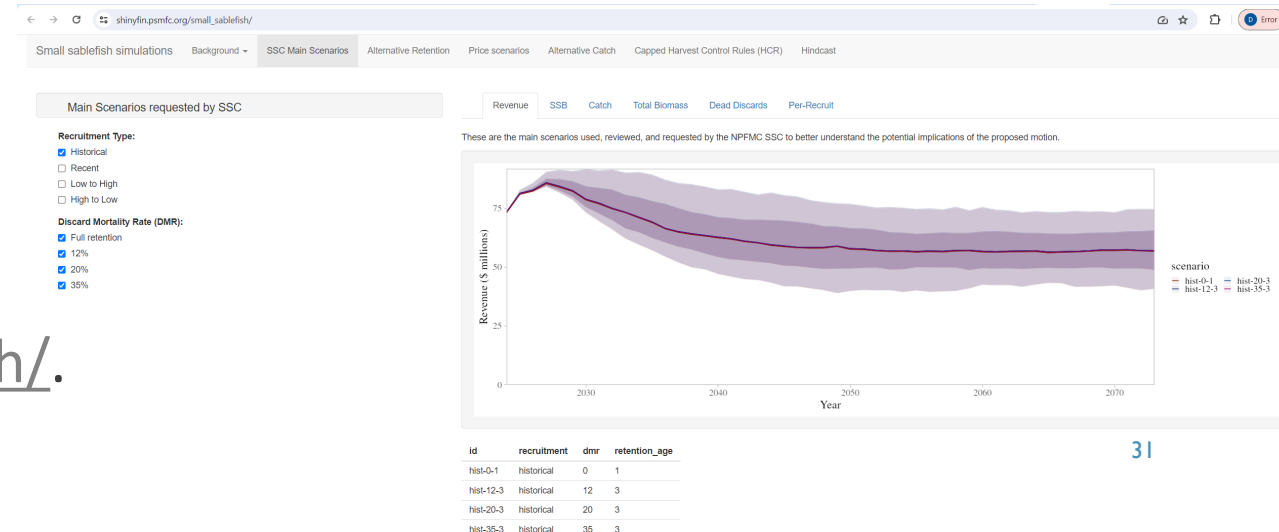 shinyfin.psmfc.org/small_sablefish/
Error
Small sablefish simulations Background SSC Main Scenarios Alternative Retention Price scenarios Alternative Catch Capped Harvest Control Rules (HCR) Hindcast
Main Scenarios requested by SSC
Recruitment Type:
Historical
Recent
Low to High
High to Low
Discard Mortality Rate (DMR):
Full retention
12%
20%
35%
h/.
Revenue SSB Catch Total Biomass Dead Discards Per-Recruit
These are the main scenarios used, reviewed, and requested by the NPFMC SSC to better understand the potential implications of the proposed motion.
Revenue ($ millions)
75
50
25
0
2030 2040 2050 2060 2070
Year
scenario
hist-0-1 hist-20-3
hist-12-3 hist-35-3
id recruitment dmr retention_age
hist-0-1 historical 0 1
hist-12-3 historical 12 3
hist-20-3 historical 20 3
hist-35-3 historical 35 3
31